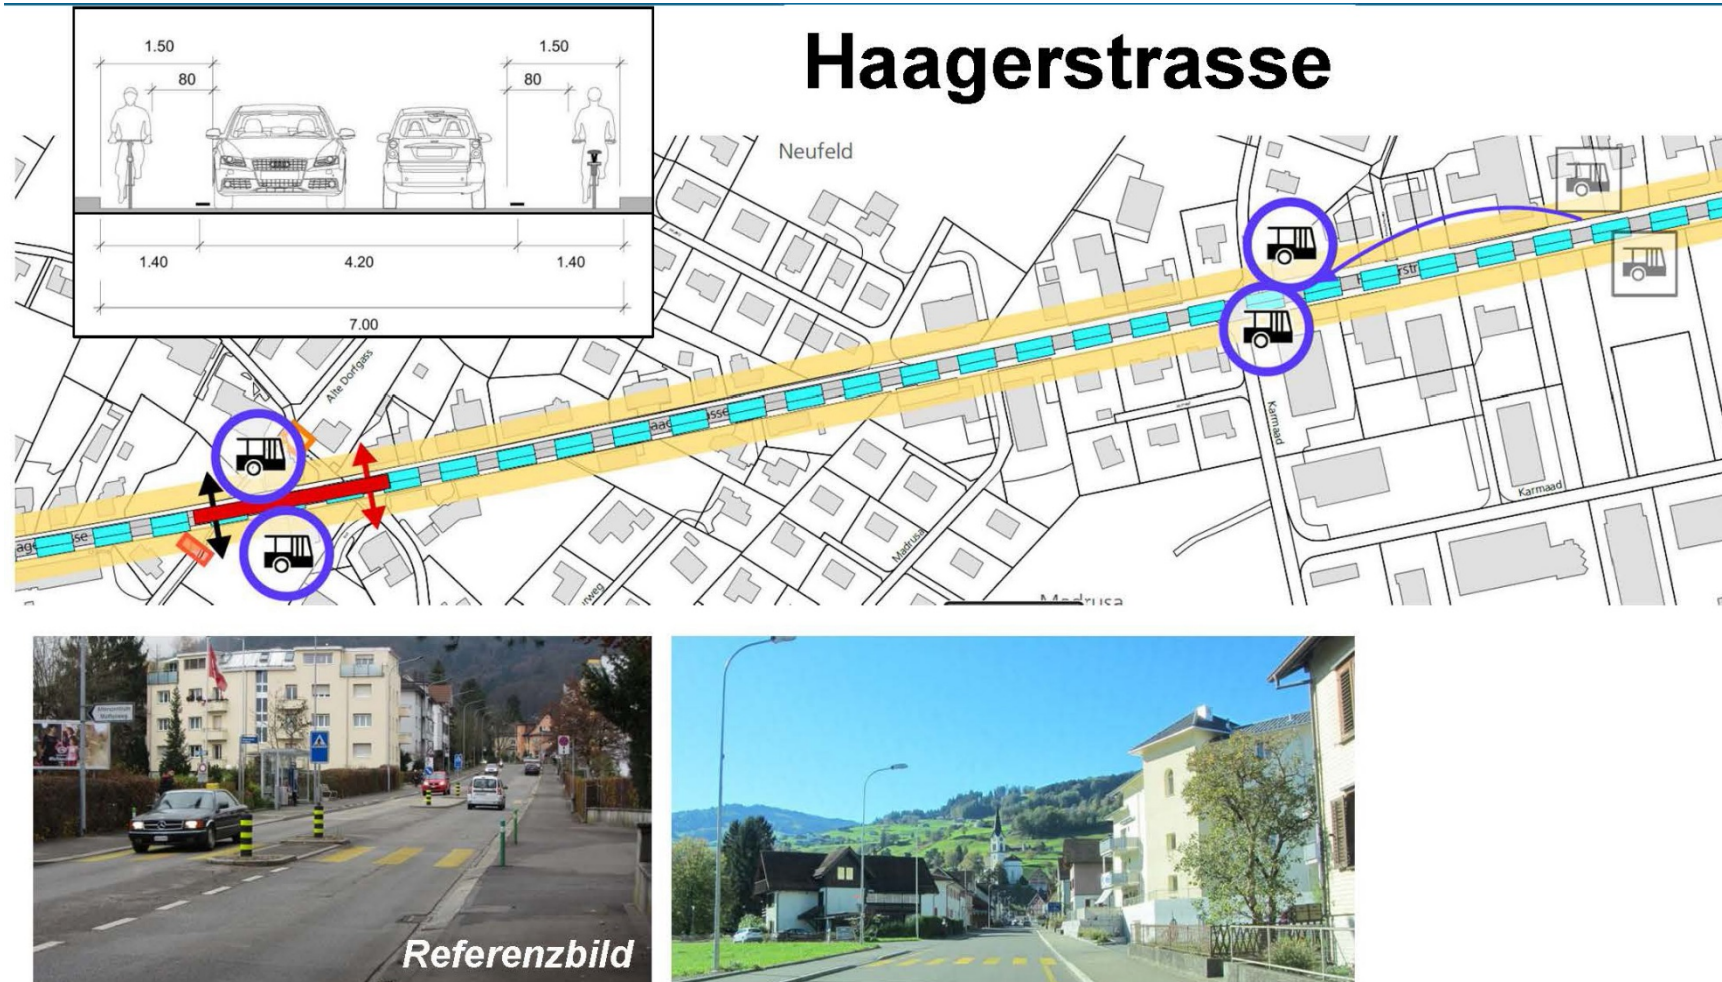 Haagerstrasse
1.50
1.50
80
80
1.40
4.20
1.40
7.00
Neufeld
Alte Dorfgass
Karmaad
Karmaad
Madrusa
Madrusa
Referenzbild